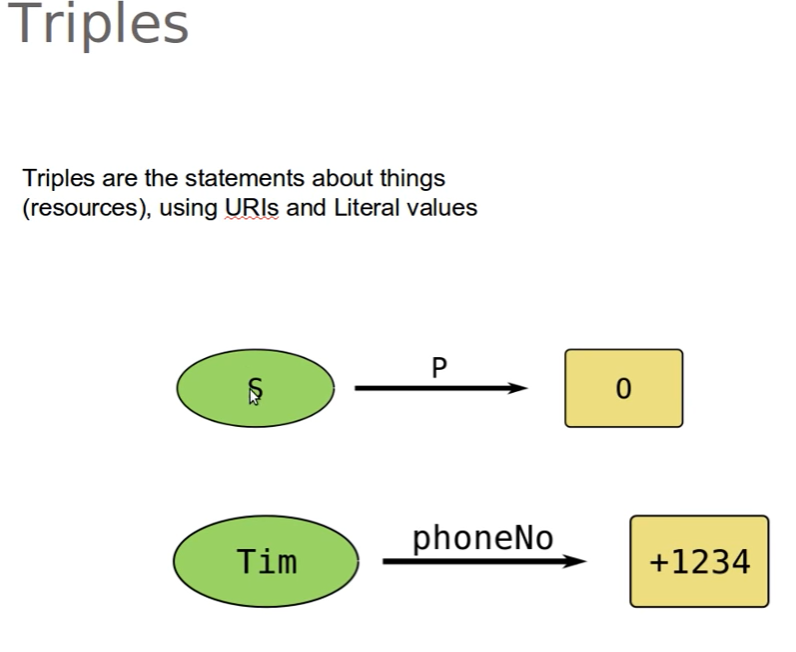 Triples
Triples are the statements about things
(resources), using URIs and Literal values
S
P
O
Tim
phoneNo
+1234